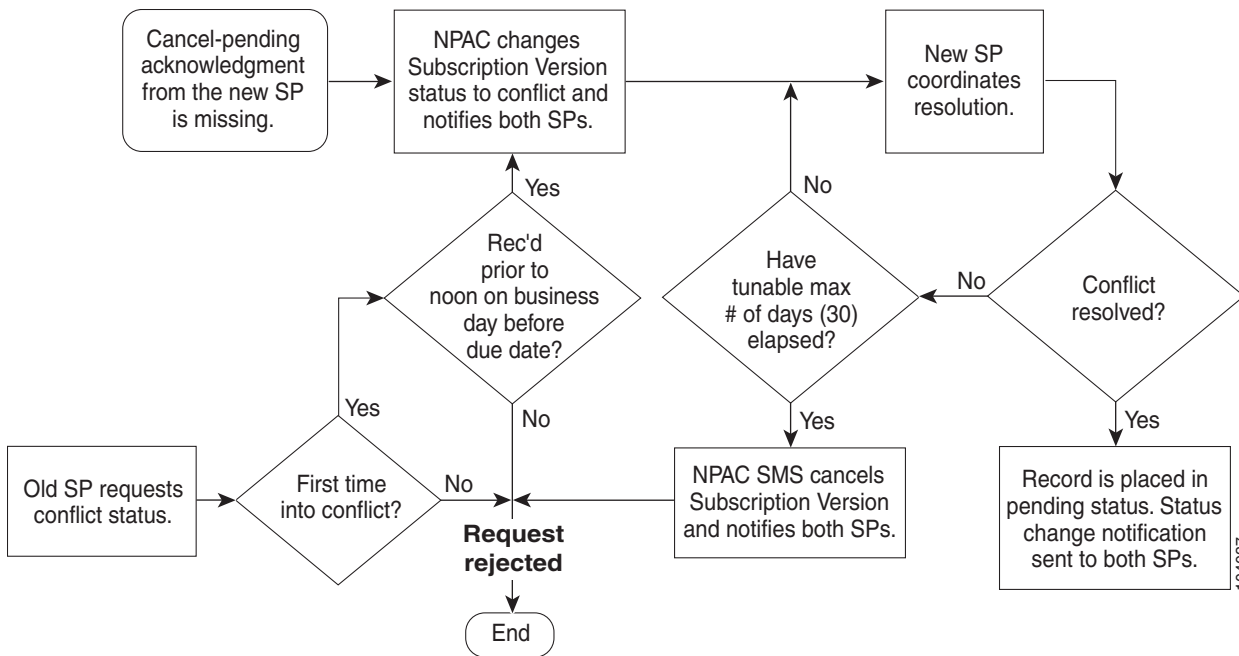 Cancel-pending
acknowledgment
from the new SP
is missing.
NPAC changes
Subscription Version
status to conflict and
notifies both SPs.
New SP
coordinates
resolution.
Yes
No
Rec'd
prior to
noon on business
day before
due date?
Have
tunable max
# of days (30)
elapsed?
No
Conflict
resolved?
Yes
No
Yes
Yes
Old SP requests
conflict status.
First time
into conflict?
No
NPAC SMS cancels
Subscription Version
and notifies both SPs.
Record is placed in
pending status. Status
change notification
sent to both SPs.
Request
rejected
End